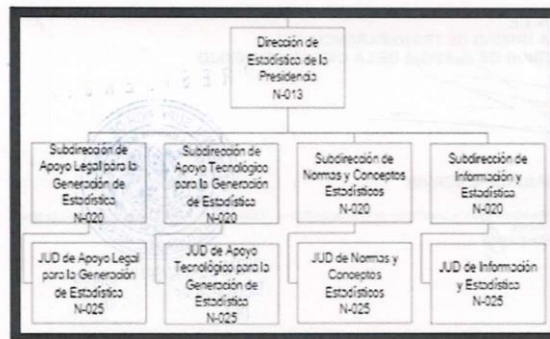 Dirección de
Estadística de la
Presidencia
N-013
Subdirección de
Apoyo Legal para la
Generación de
Estadística
N-020
Subdirección de
Apoyo Tecnológico
para la Generación
de Estadística
N-020
Subdirección de
Normas y Conceptos
Estadísticos
N-020
Subdirección de
Información y
Estadística
N-020
JUD de Apoyo Legal
para la Generación
de Estadística
N-025
JUD de Apoyo
Tecnológico para la
Generación de
Estadística
N-025
JUD de Normas y
Conceptos
Estadísticos
N-025
JUD de Información
y Estadística
N-025